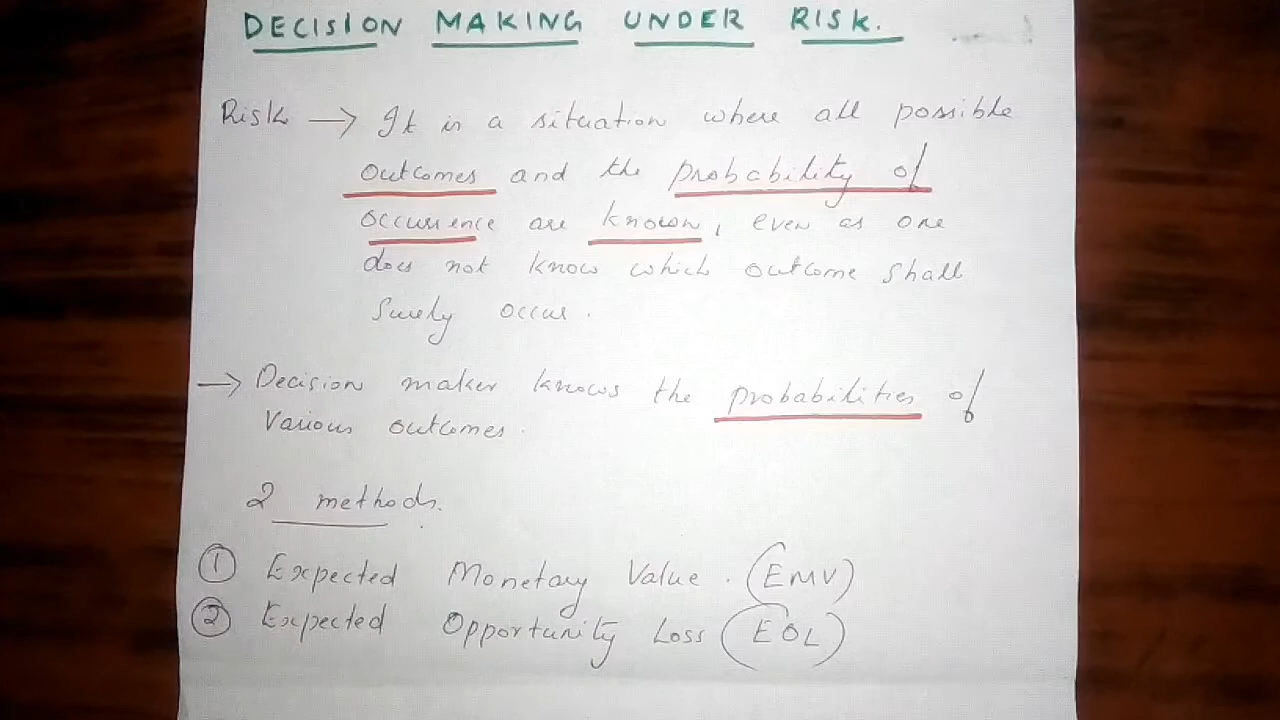 DECISION MAKING UNDER RISK.
Risk → It is a situation where all possible
outcomes and the probability of
occurrence are known, even as one
does not know which outcome shall
surely occur.
→ Decision maker knows the probabilities of
various outcomes.
2 methods.
① Expected Monetary Value. (EMV)
② Expected Opportunity Loss (EOL)